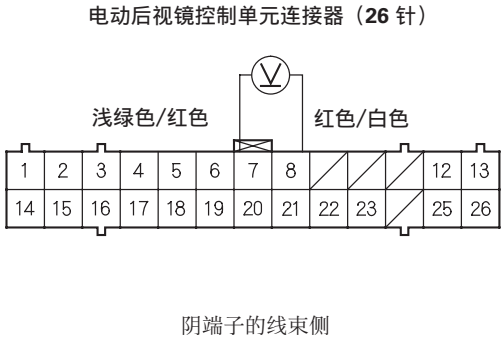 电动后视镜控制单元连接器（26 针）
V
浅绿色/红色 红色/白色
1 2 3 4 5 6 7 8 12 13
14 15 16 17 18 19 20 21 22 23 25 26
阴端子的线束侧